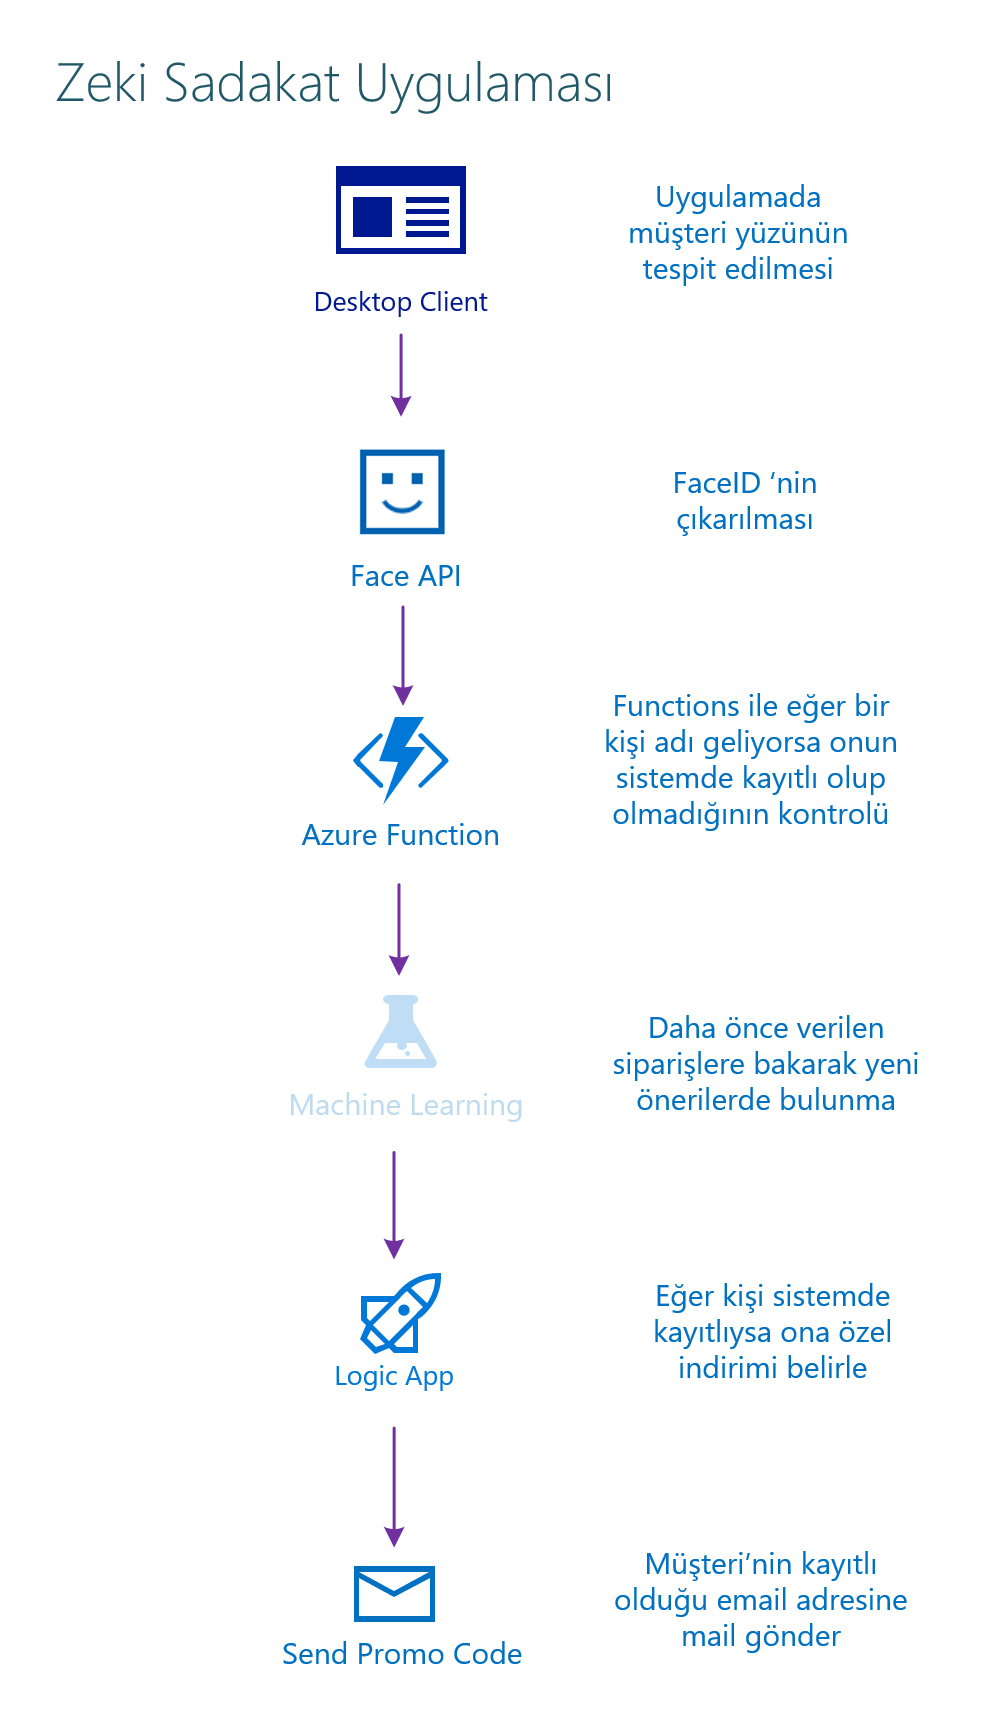 Zeki Sadakat Uygulaması
Desktop Client
Uygulamada
müşteri yüzünün
tespit edilmesi
Face API
FaceID ‘nin
çıkarılması
Azure Function
Functions ile eğer bir
kişi adı geliyorsa onun
sistemde kayıtlı olup
olmadığının kontrolü
Machine Learning
Daha önce verilen
siparişlere bakarak yeni
önerilerde bulunma
Logic App
Eğer kişi sistemde
kayıtlıysa ona özel
indirimi belirle
Send Promo Code
Müşteri’nin kayıtlı
olduğu email adresine
mail gönder